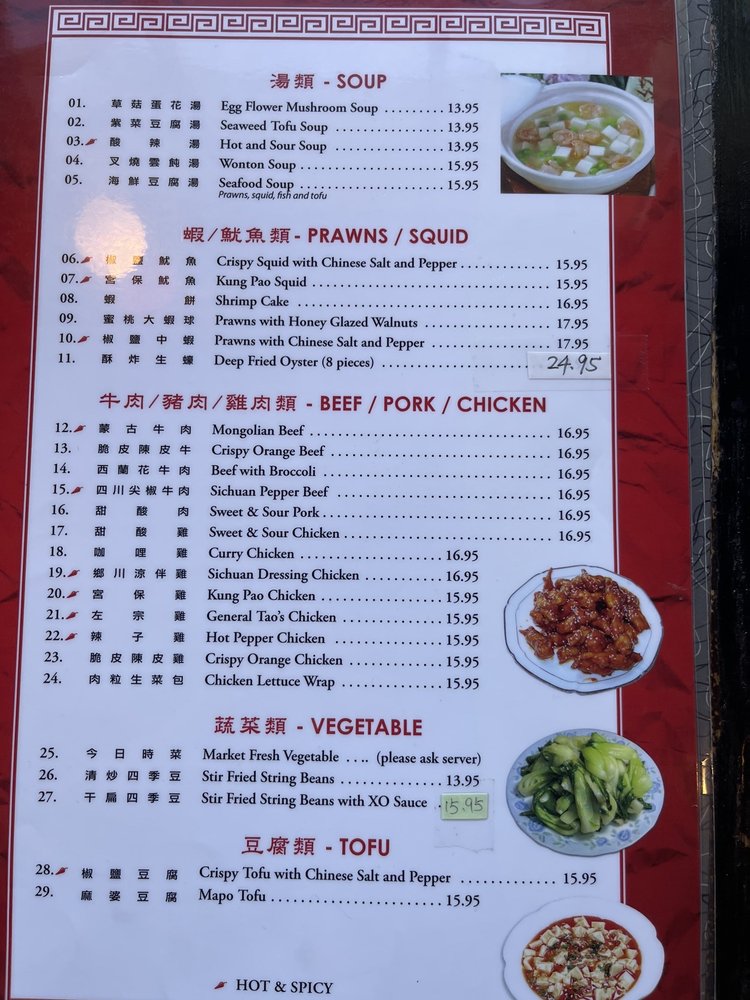 湯類 - SOUP
01. 草菇蛋花湯 Egg Flower Mushroom Soup ......... 13.95
02. 紫菜豆腐湯 Seaweed Tofu Soup ............... 13.95
03. 酸辣湯 Hot and Sour Soup ............... 13.95
04. 叉燒雲飩湯 Wonton Soup ..................... 15.95
05. 海鮮豆腐湯 Seafood Soup ..................... 15.95
Prawns, squid, fish and tofu
蝦/魷魚類 - PRAWNS / SQUID
06. 椒鹽魷魚 Crispy Squid with Chinese Salt and Pepper ............. 15.95
07. 宮保魷魚 Kung Pao Squid ................................... 15.95
08. 蝦餅 Shrimp Cake ...................................... 16.95
09. 蜜桃大蝦球 Prawns with Honey Glazed Walnuts ................... 17.95
10. 椒鹽中蝦 Prawns with Chinese Salt and Pepper .................. 17.95
11. 酥炸生蠔 Deep Fried Oyster (8 pieces) ..................... 24.95
牛肉/豬肉/雞肉類 - BEEF / PORK / CHICKEN
12. 蒙古牛肉 Mongolian Beef ................................... 16.95
13. 脆皮陳皮牛 Crispy Orange Beef ................................ 16.95
14. 西蘭花牛肉 Beef with Broccoli ................................. 16.95
15. 四川尖椒牛肉 Sichuan Pepper Beef ............................... 16.95
16. 甜酸肉 Sweet & Sour Pork ................................. 16.95
17. 甜酸雞 Sweet & Sour Chicken .............................. 16.95
18. 咖哩雞 Curry Chicken ..................... 16.95
19. 鄉川涼伴雞 Sichuan Dressing Chicken ............ 16.95
20. 宮保雞 Kung Pao Chicken .................. 15.95
21. 左宗雞 General Tao's Chicken ............... 15.95
22. 辣子雞 Hot Pepper Chicken ................ 15.95
23. 脆皮陳皮雞 Crispy Orange Chicken .............. 15.95
24. 肉粒生菜包 Chicken Lettuce Wrap ............... 15.95
蔬菜類 - VEGETABLE
25. 今日時菜 Market Fresh Vegetable ..... (please ask server)
26. 清炒四季豆 Stir Fried String Beans ............... 13.95
27. 干扁四季豆 Stir Fried String Beans with XO Sauce . 15.95
豆腐類 - TOFU
28. 椒鹽豆腐 Crispy Tofu with Chinese Salt and Pepper ............ 15.95
29. 麻婆豆腐 Mapo Tofu .......................... 15.95
HOT & SPICY